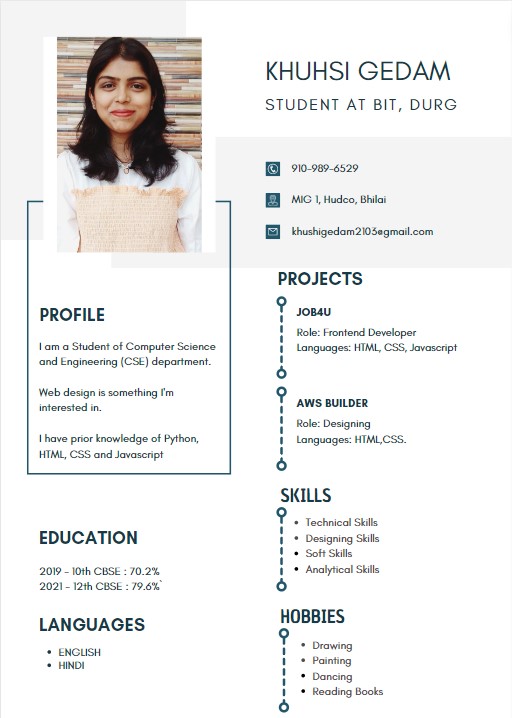 KHUHSI GEDAM
STUDENT AT BIT, DURG
910-989-6529
MIG 1, Hudco, Bhilai
khushigedam2103@gmail.com
PROFILE
I am a Student of Computer Science
and Engineering (CSE) department.
Web design is something I'm
interested in.
I have prior knowledge of Python,
HTML, CSS and Javascript
EDUCATION
2019 - 10th CBSE : 70.2%
2021 - 12th CBSE : 79.6%`
LANGUAGES
• ENGLISH
• HINDI
PROJECTS
JOB4U
Role: Frontend Developer
Languages: HTML, CSS, Javascript
AWS BUILDER
Role: Designing
Languages: HTML,CSS.
SKILLS
• Technical Skills
• Designing Skills
• Soft Skills
• Analytical Skills
HOBBIES
• Drawing
• Painting
• Dancing
• Reading Books